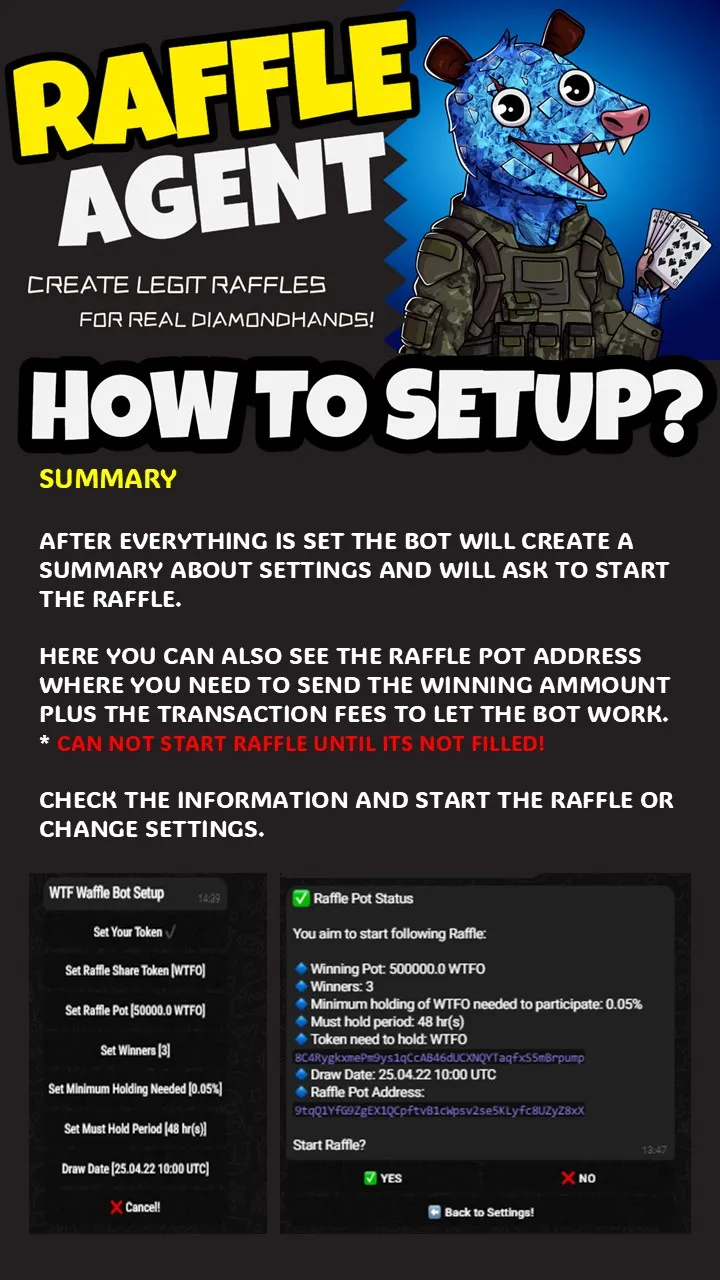 RAFFLE
AGENT
CREATE LEGIT RAFFLES
FOR REAL DIAMONDHANDS!
HOW TO SETUP?
SUMMARY
AFTER EVERYTHING IS SET THE BOT WILL CREATE A
SUMMARY ABOUT SETTINGS AND WILL ASK TO START
THE RAFFLE.
HERE YOU CAN ALSO SEE THE RAFFLE POT ADDRESS
WHERE YOU NEED TO SEND THE WINNING AMMOUNT
PLUS THE TRANSACTION FEES TO LET THE BOT WORK.
* CAN NOT START RAFFLE UNTIL ITS NOT FILLED!
CHECK THE INFORMATION AND START THE RAFFLE OR
CHANGE SETTINGS.
WTF Waffle Bot Setup
14:39
Set Your Token ✓
Set Raffle Share Token [WTFO]
Set Raffle Pot [50000.0 WTFO]
Set Winners [3]
Set Minimum Holding Needed [0.05%]
Set Must Hold Period [48 hr(s)]
Draw Date [25.04.22 10:00 UTC]
❌ Cancel!
✅ Raffle Pot Status
You aim to start following Raffle:
🔹 Winning Pot: 500000.0 WTFO
🔹 Winners: 3
🔹 Minimum holding of WTFO needed to participate: 0.05%
🔹 Must hold period: 48 hr(s)
🔹 Token need to hold: WTFO
8C4RygkxmePm9ys1qCcAB46dUCXNQYTaqfxS5mBrpump
🔹 Draw Date: 25.04.22 10:00 UTC
🔹 Raffle Pot Address:
9tqQ1YfG9ZgEX1QCpftvB1cWpsv2se5KLyfc8UZyZ8xX
Start Raffle?
13:47
✅ YES
❌ NO
⬅️ Back to Settings!